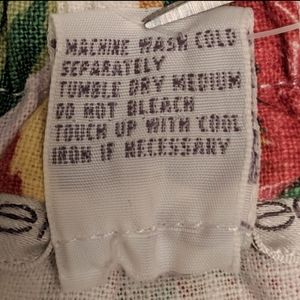 MACHINE WASH COLD
SEPARATELY
TUMBLE DRY MEDIUM
DO NOT BLEACH
TOUCH UP WITH COOL
IRON IF NECESSARY